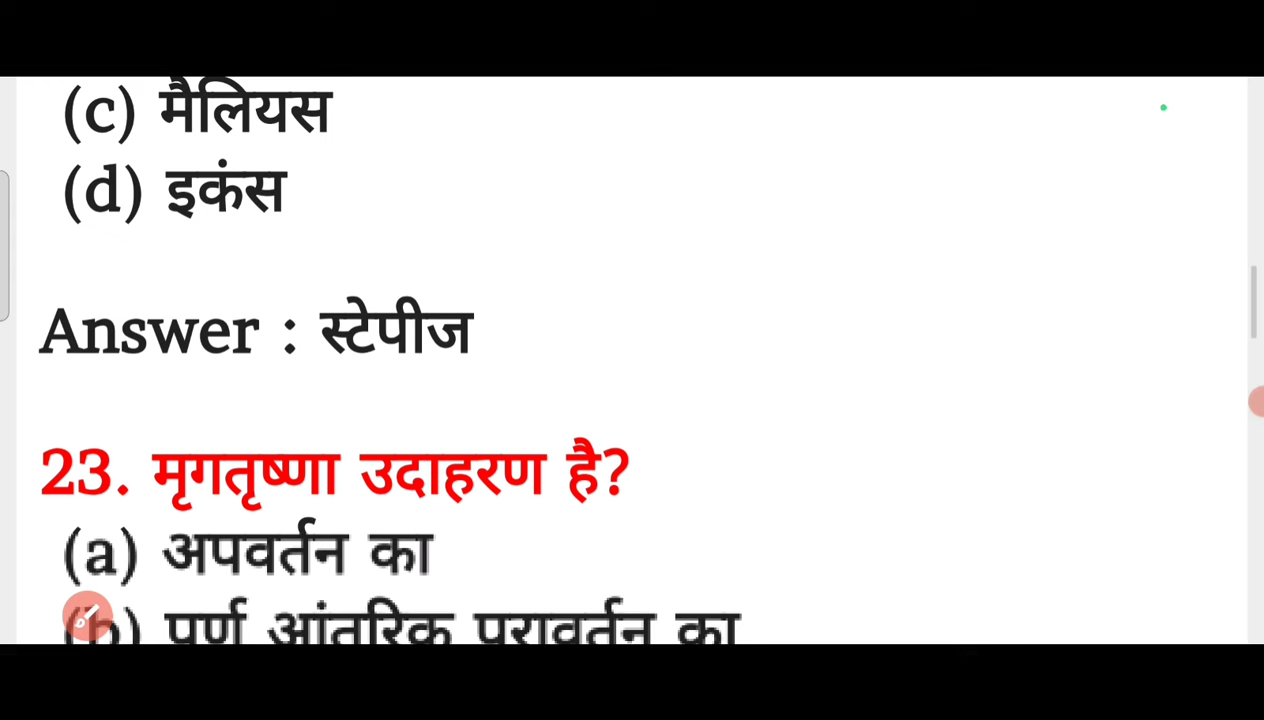 (c) मैलियस
(d) इकंस
Answer : स्टेपीज
23. मृगतृष्णा उदाहरण है?
(a) अपवर्तन का
(b) पूर्ण आंतरिक परावर्तन का